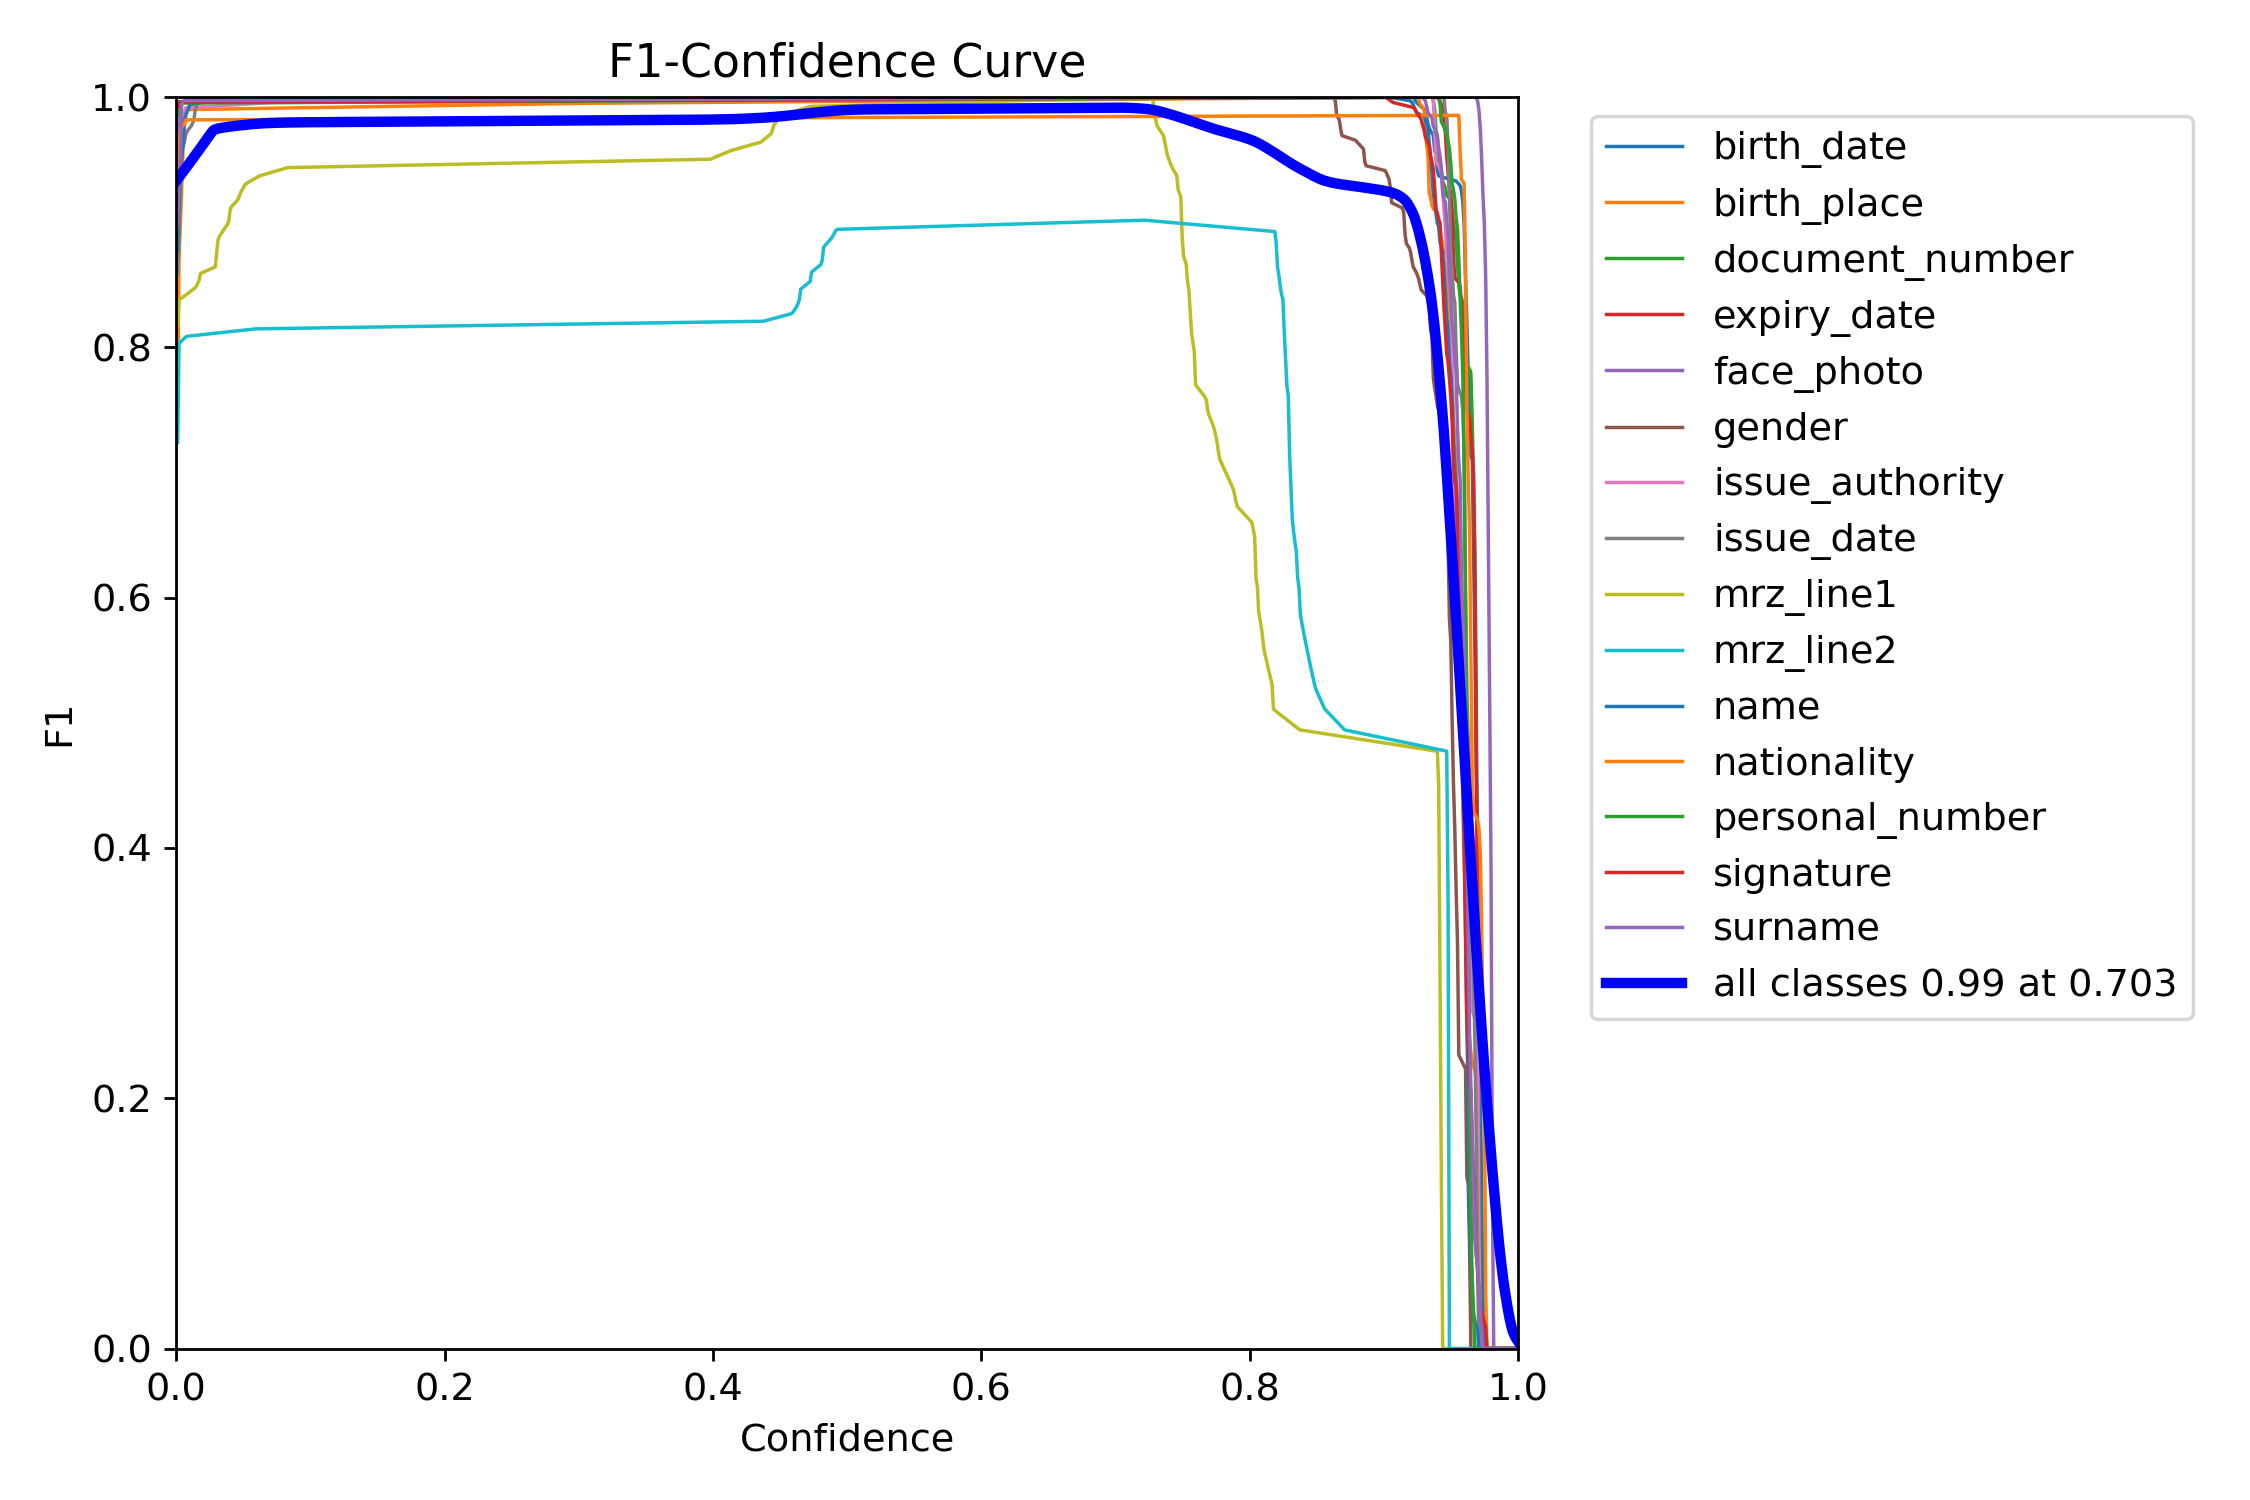 F1-Confidence Curve
1.0
0.8
0.6
0.4
0.2
0.0
F1
0.0 0.2 0.4 0.6 0.8 1.0
Confidence
birth_date
birth_place
document_number
expiry_date
face_photo
gender
issue_authority
issue_date
mrz_line1
mrz_line2
name
nationality
personal_number
signature
surname
all classes 0.99 at 0.703